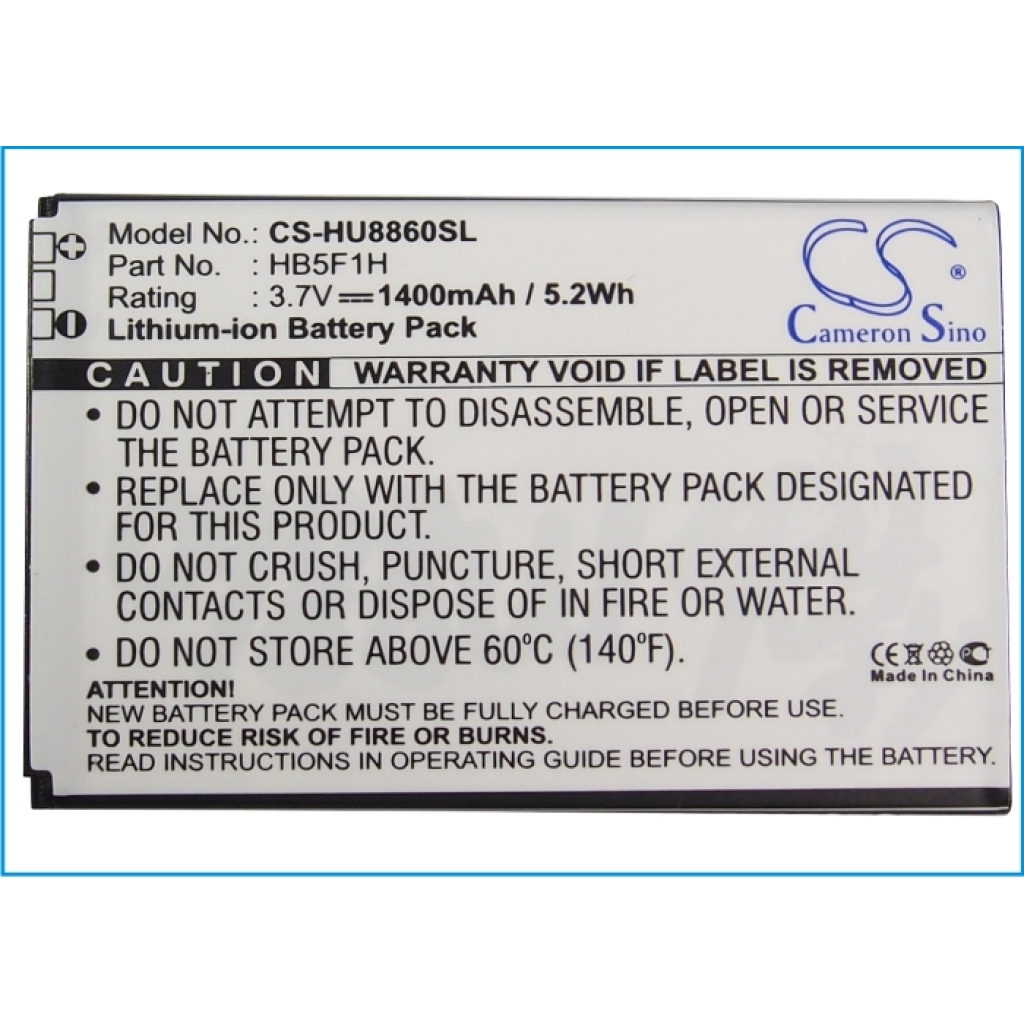 Model No.: CS-HU8860SL
Part No. : HB5F1H
Rating : 3.7V 1400mAh / 5.2Wh
Lithium-ion Battery Pack
CS
®
Cameron Sino
CAUTION WARRANTY VOID IF LABEL IS REMOVED
• DO NOT ATTEMPT TO DISASSEMBLE, OPEN OR SERVICE
THE BATTERY PACK.
• REPLACE ONLY WITH THE BATTERY PACK DESIGNATED
FOR THIS PRODUCT.
• DO NOT CRUSH, PUNCTURE, SHORT EXTERNAL
CONTACTS OR DISPOSE OF IN FIRE OR WATER.
• DO NOT STORE ABOVE 60°C (140°F).
CE
Made In China
ATTENTION!
NEW BATTERY PACK MUST BE FULLY CHARGED BEFORE USE.
TO REDUCE RISK OF FIRE OR BURNS.
READ INSTRUCTIONS IN OPERATING GUIDE BEFORE USING THE BATTERY.